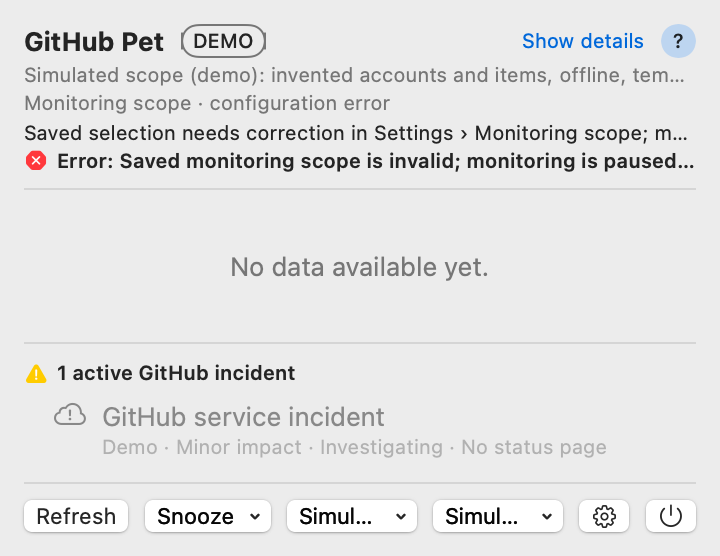 GitHub Pet DEMO Show details ?
Simulated scope (demo): invented accounts and items, offline, tem...
Monitoring scope · configuration error
Saved selection needs correction in Settings › Monitoring scope; m...
Error: Saved monitoring scope is invalid; monitoring is paused...
No data available yet.
1 active GitHub incident
GitHub service incident
Demo · Minor impact · Investigating · No status page
Refresh Snooze Simul... Simul...